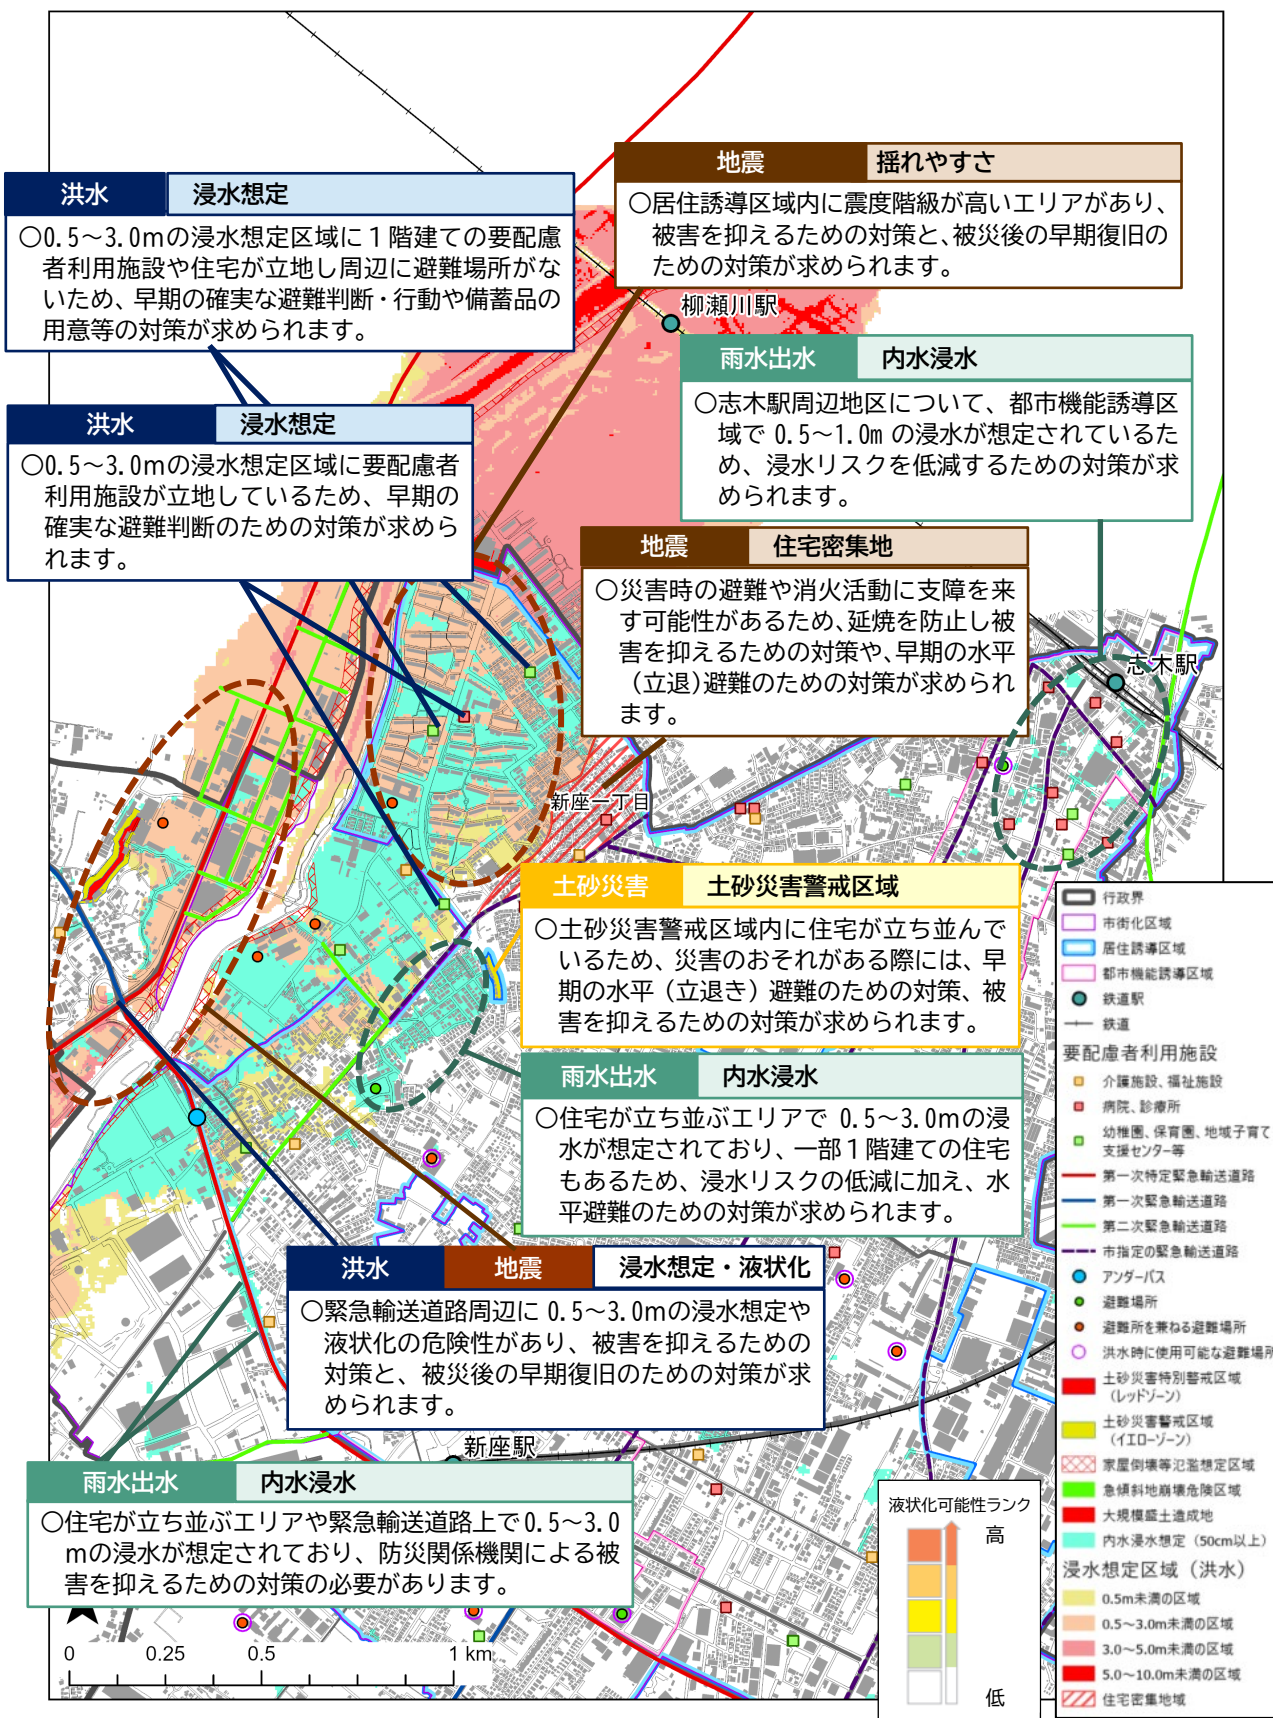 地震
揺れやすさ
○居住誘導区域内に震度階級が高いエリアがあり、
被害を抑えるための対策と、被災後の早期復旧の
ための対策が求められます。
洪水
浸水想定
○0.5～3.0mの浸水想定区域に１階建ての要配慮
者利用施設や住宅が立地し周辺に避難場所がな
いため、早期の確実な避難判断・行動や備蓄品の
用意等の対策が求められます。
柳瀬川駅
雨水出水
内水浸水
○志木駅周辺地区について、都市機能誘導区
域で 0.5～1.0m の浸水が想定されているた
め、浸水リスクを低減するための対策が求
められます。
洪水
浸水想定
○0.5～3.0mの浸水想定区域に要配慮者
利用施設が立地しているため、早期の
確実な避難判断のための対策が求めら
れます。
地震
住宅密集地
○災害時の避難や消火活動に支障を来
す可能性があるため、延焼を防止し被
害を抑えるための対策や、早期の水平
（立退）避難のための対策が求められ
ます。
志木駅
新座一丁目
土砂災害
土砂災害警戒区域
○土砂災害警戒区域内に住宅が立ち並んで
いるため、災害のおそれがある際には、早
期の水平（立退き）避難のための対策、被
害を抑えるための対策が求められます。
雨水出水
内水浸水
○住宅が立ち並ぶエリアで 0.5～3.0mの浸
水が想定されており、一部１階建ての住宅
もあるため、浸水リスクの低減に加え、水
平避難のための対策が求められます。
洪水
地震
浸水想定・液状化
○緊急輸送道路周辺に 0.5～3.0mの浸水想定や
液状化の危険性があり、被害を抑えるための
対策と、被災後の早期復旧のための対策が求
められます。
新座駅
雨水出水
内水浸水
○住宅が立ち並ぶエリアや緊急輸送道路上で0.5～3.0
mの浸水が想定されており、防災関係機関による被
害を抑えるための対策の必要があります。
0
0.25
0.5
1 km
液状化可能性ランク
高
低
行政界
市街化区域
居住誘導区域
都市機能誘導区域
鉄道駅
鉄道
要配慮者利用施設
介護施設、福祉施設
病院、診療所
幼稚園、保育園、地域子育て
支援センター等
第一次特定緊急輸送道路
第一次緊急輸送道路
第二次緊急輸送道路
市指定の緊急輸送道路
アンダーパス
避難場所
避難所を兼ねる避難場所
洪水時に使用可能な避難場所
土砂災害特別警戒区域
（レッドゾーン）
土砂災害警戒区域
（イエローゾーン）
家屋倒壊等氾濫想定区域
急傾斜地崩壊危険区域
大規模盛土造成地
内水浸水想定（50cm以上）
浸水想定区域（洪水）
0.5m未満の区域
0.5～3.0m未満の区域
3.0～5.0m未満の区域
5.0～10.0m未満の区域
住宅密集地域